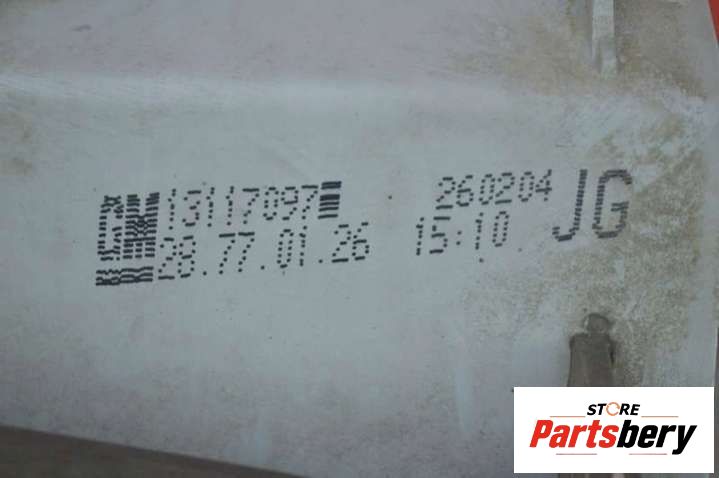 GM 13117097 260204 JG
28.77.01.26 15:10
STORE
Partsbery